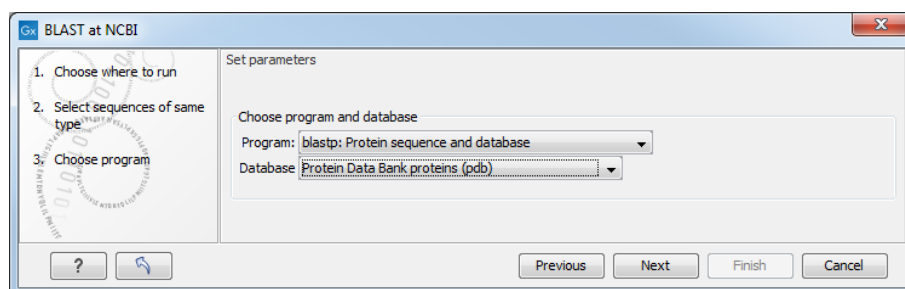 Gx BLAST at NCBI
X
1. Choose where to run
2. Select sequences of same
type
3. Choose program
Set parameters
Choose program and database
Program: blastp: Protein sequence and database
Database Protein Data Bank proteins (pdb)
? Previous Next Finish Cancel